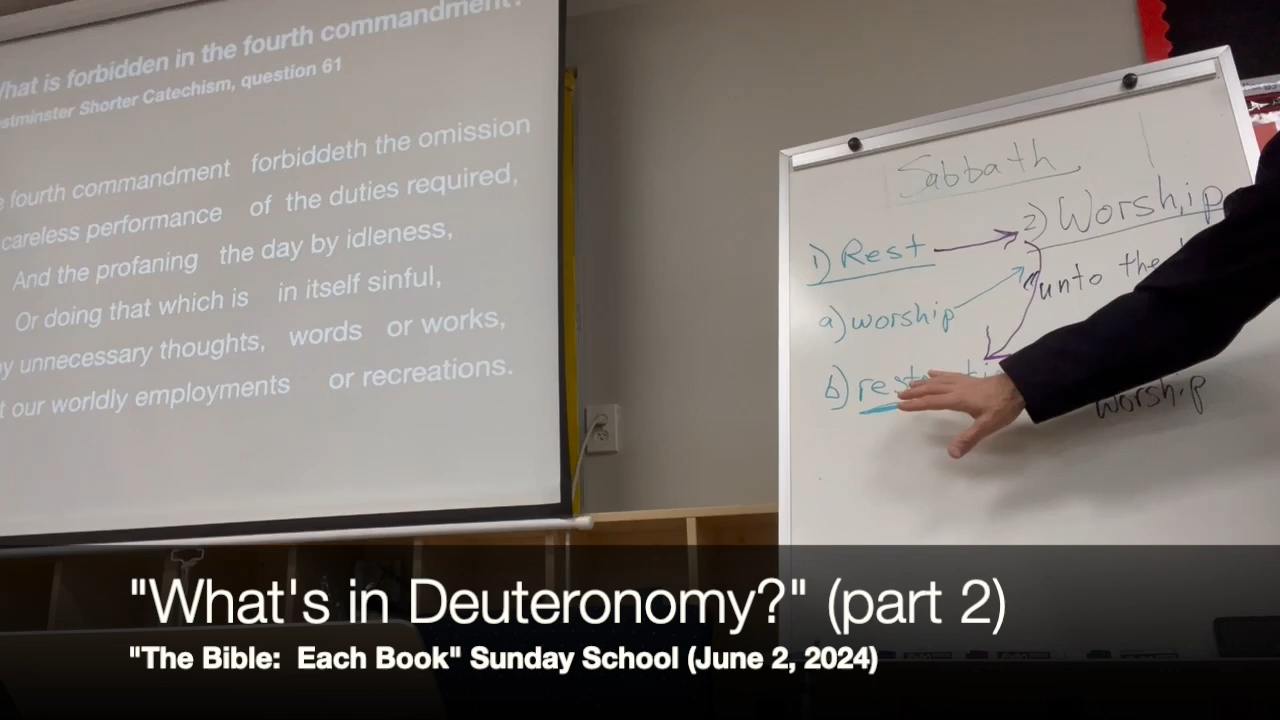 What is forbidden in the fourth commandment?
Westminster Shorter Catechism, question 61
fourth commandment forbiddeth the omission
careless performance of the duties required,
And the profaning the day by idleness,
Or doing that which is in itself sinful,
unnecessary thoughts, words or works,
our worldly employments or recreations.
Sabbath
1) Rest
2) Worship
unto the
a) worship
b)
worship
"What's in Deuteronomy?" (part 2)
"The Bible: Each Book" Sunday School (June 2, 2024)